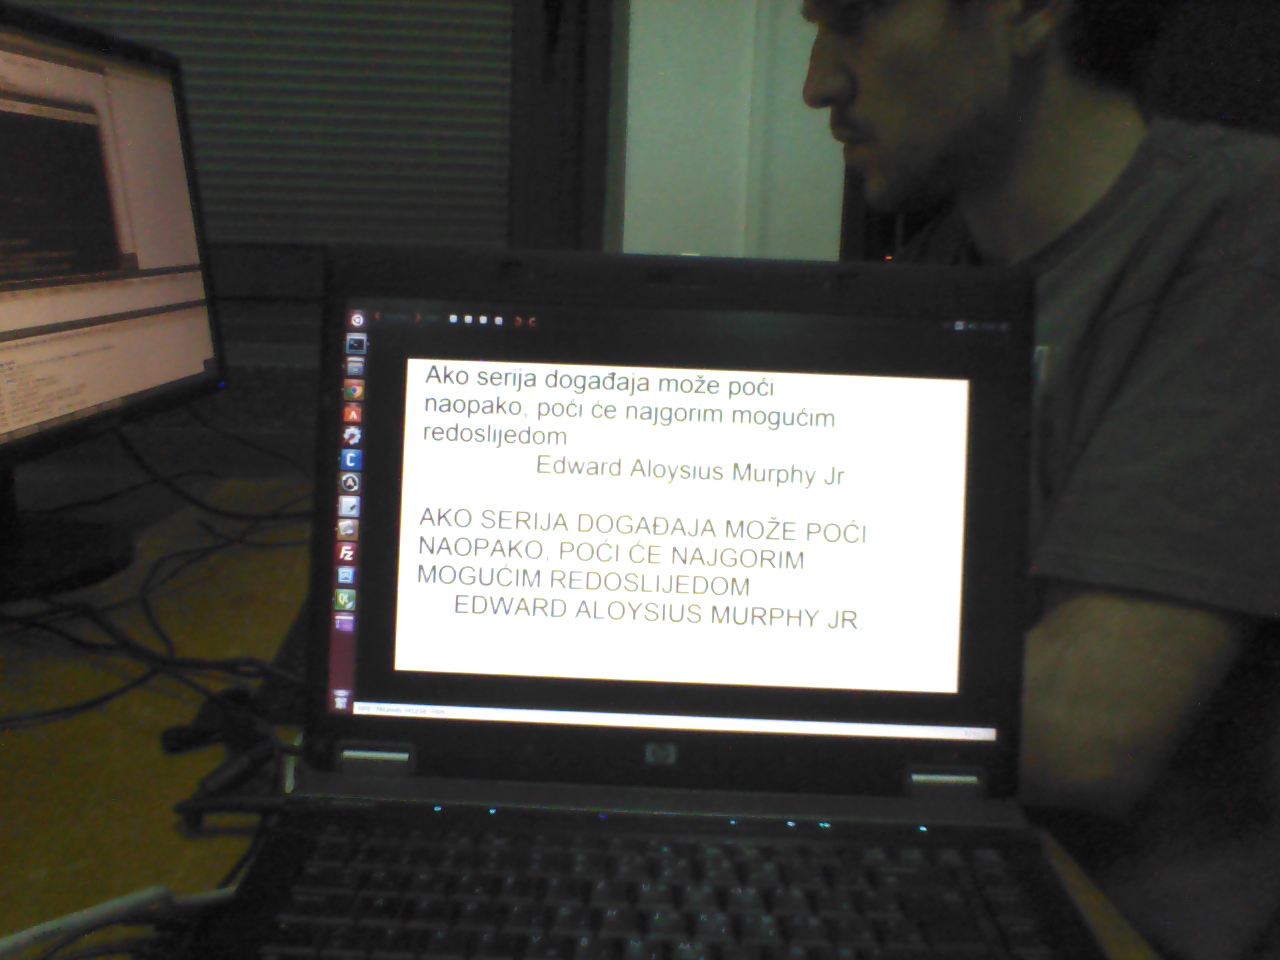 Ako serija događaja može poći
naopako, poći će najgorim mogućim
redoslijedom
Edward Aloysius Murphy Jr
AKO SERIJA DOGAĐAJA MOŽE POĆI
NAOPAKO, POĆI ĆE NAJGORIM
MOGUĆIM REDOSLIJEDOM
EDWARD ALOYSIUS MURPHY JR.
hp